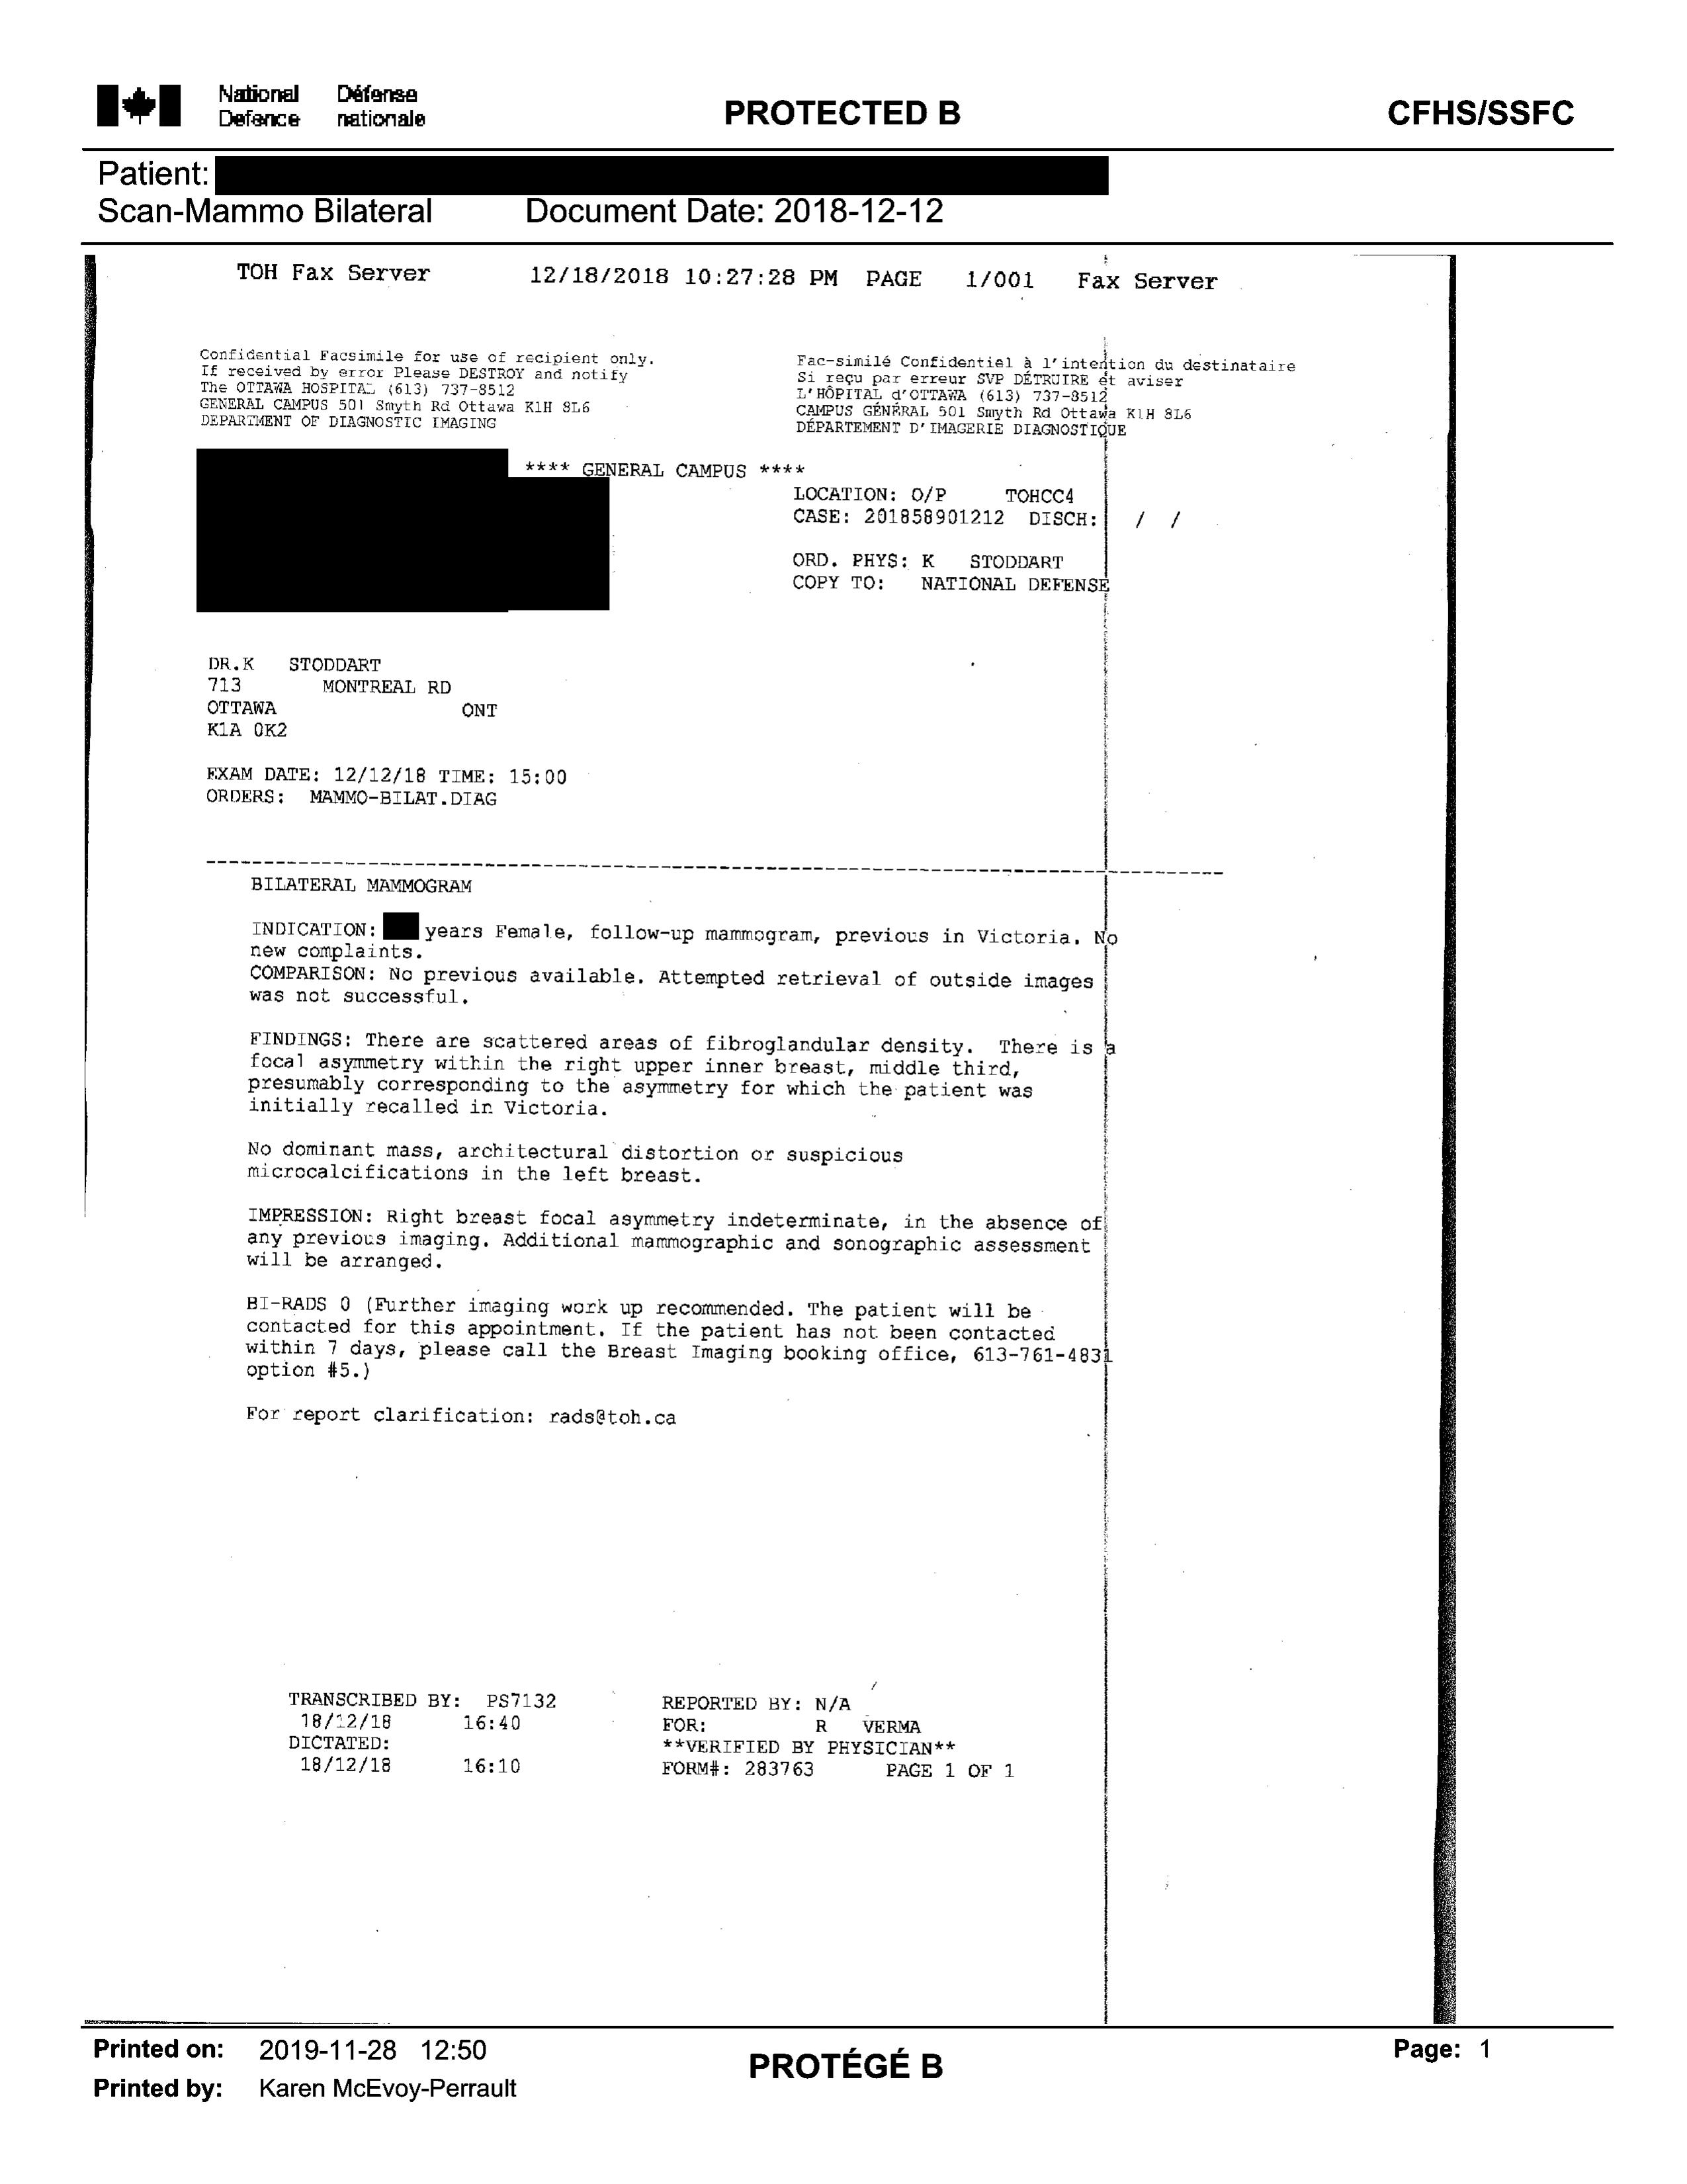 National Défense
Defence nationale
PROTECTED B
CFHS/SSFC
Patient:
Scan-Mammo Bilateral Document Date: 2018-12-12
TOH Fax Server 12/18/2018 10:27:28 PM PAGE 1/001 Fax Server
Confidential Facsimile for use of recipient only.
If received by error Please DESTROY and notify
The OTTAWA HOSPITAL (613) 737-8512
GENERAL CAMPUS 501 Smyth Rd Ottawa K1H 8L6
DEPARTMENT OF DIAGNOSTIC IMAGING
Fac-similé Confidentiel à l'intention du destinataire
Si reçu par erreur SVP DÉTRUIRE et aviser
L'HÔPITAL d'OTTAWA (613) 737-8512
CAMPUS GÉNÉRAL 501 Smyth Rd Ottawa K1H 8L6
DÉPARTEMENT D'IMAGERIE DIAGNOSTIQUE
**** GENERAL CAMPUS ****
LOCATION: O/P TOHCC4
CASE: 201858901212 DISCH: / /
ORD. PHYS: K STODDART
COPY TO: NATIONAL DEFENSE
DR.K STODDART
713 MONTREAL RD
OTTAWA ONT
K1A 0K2
EXAM DATE: 12/12/18 TIME: 15:00
ORDERS: MAMMO-BILAT.DIAG
BILATERAL MAMMOGRAM
INDICATION: years Female, follow-up mammogram, previous in Victoria. No
new complaints.
COMPARISON: No previous available. Attempted retrieval of outside images
was not successful.
FINDINGS: There are scattered areas of fibroglandular density. There is a
focal asymmetry within the right upper inner breast, middle third,
presumably corresponding to the asymmetry for which the patient was
initially recalled in Victoria.
No dominant mass, architectural distortion or suspicious
microcalcifications in the left breast.
IMPRESSION: Right breast focal asymmetry indeterminate, in the absence of
any previous imaging. Additional mammographic and sonographic assessment
will be arranged.
BI-RADS 0 (Further imaging work up recommended. The patient will be
contacted for this appointment. If the patient has not been contacted
within 7 days, please call the Breast Imaging booking office, 613-761-4831
option #5.)
For report clarification: rads@toh.ca
TRANSCRIBED BY: PS7132
18/12/18 16:40
DICTATED:
18/12/18 16:10
REPORTED BY: N/A
FOR: R VERMA
**VERIFIED BY PHYSICIAN**
FORM#: 283763 PAGE 1 OF 1
Printed on: 2019-11-28 12:50
Printed by: Karen McEvoy-Perrault
PROTÉGÉ B
Page: 1